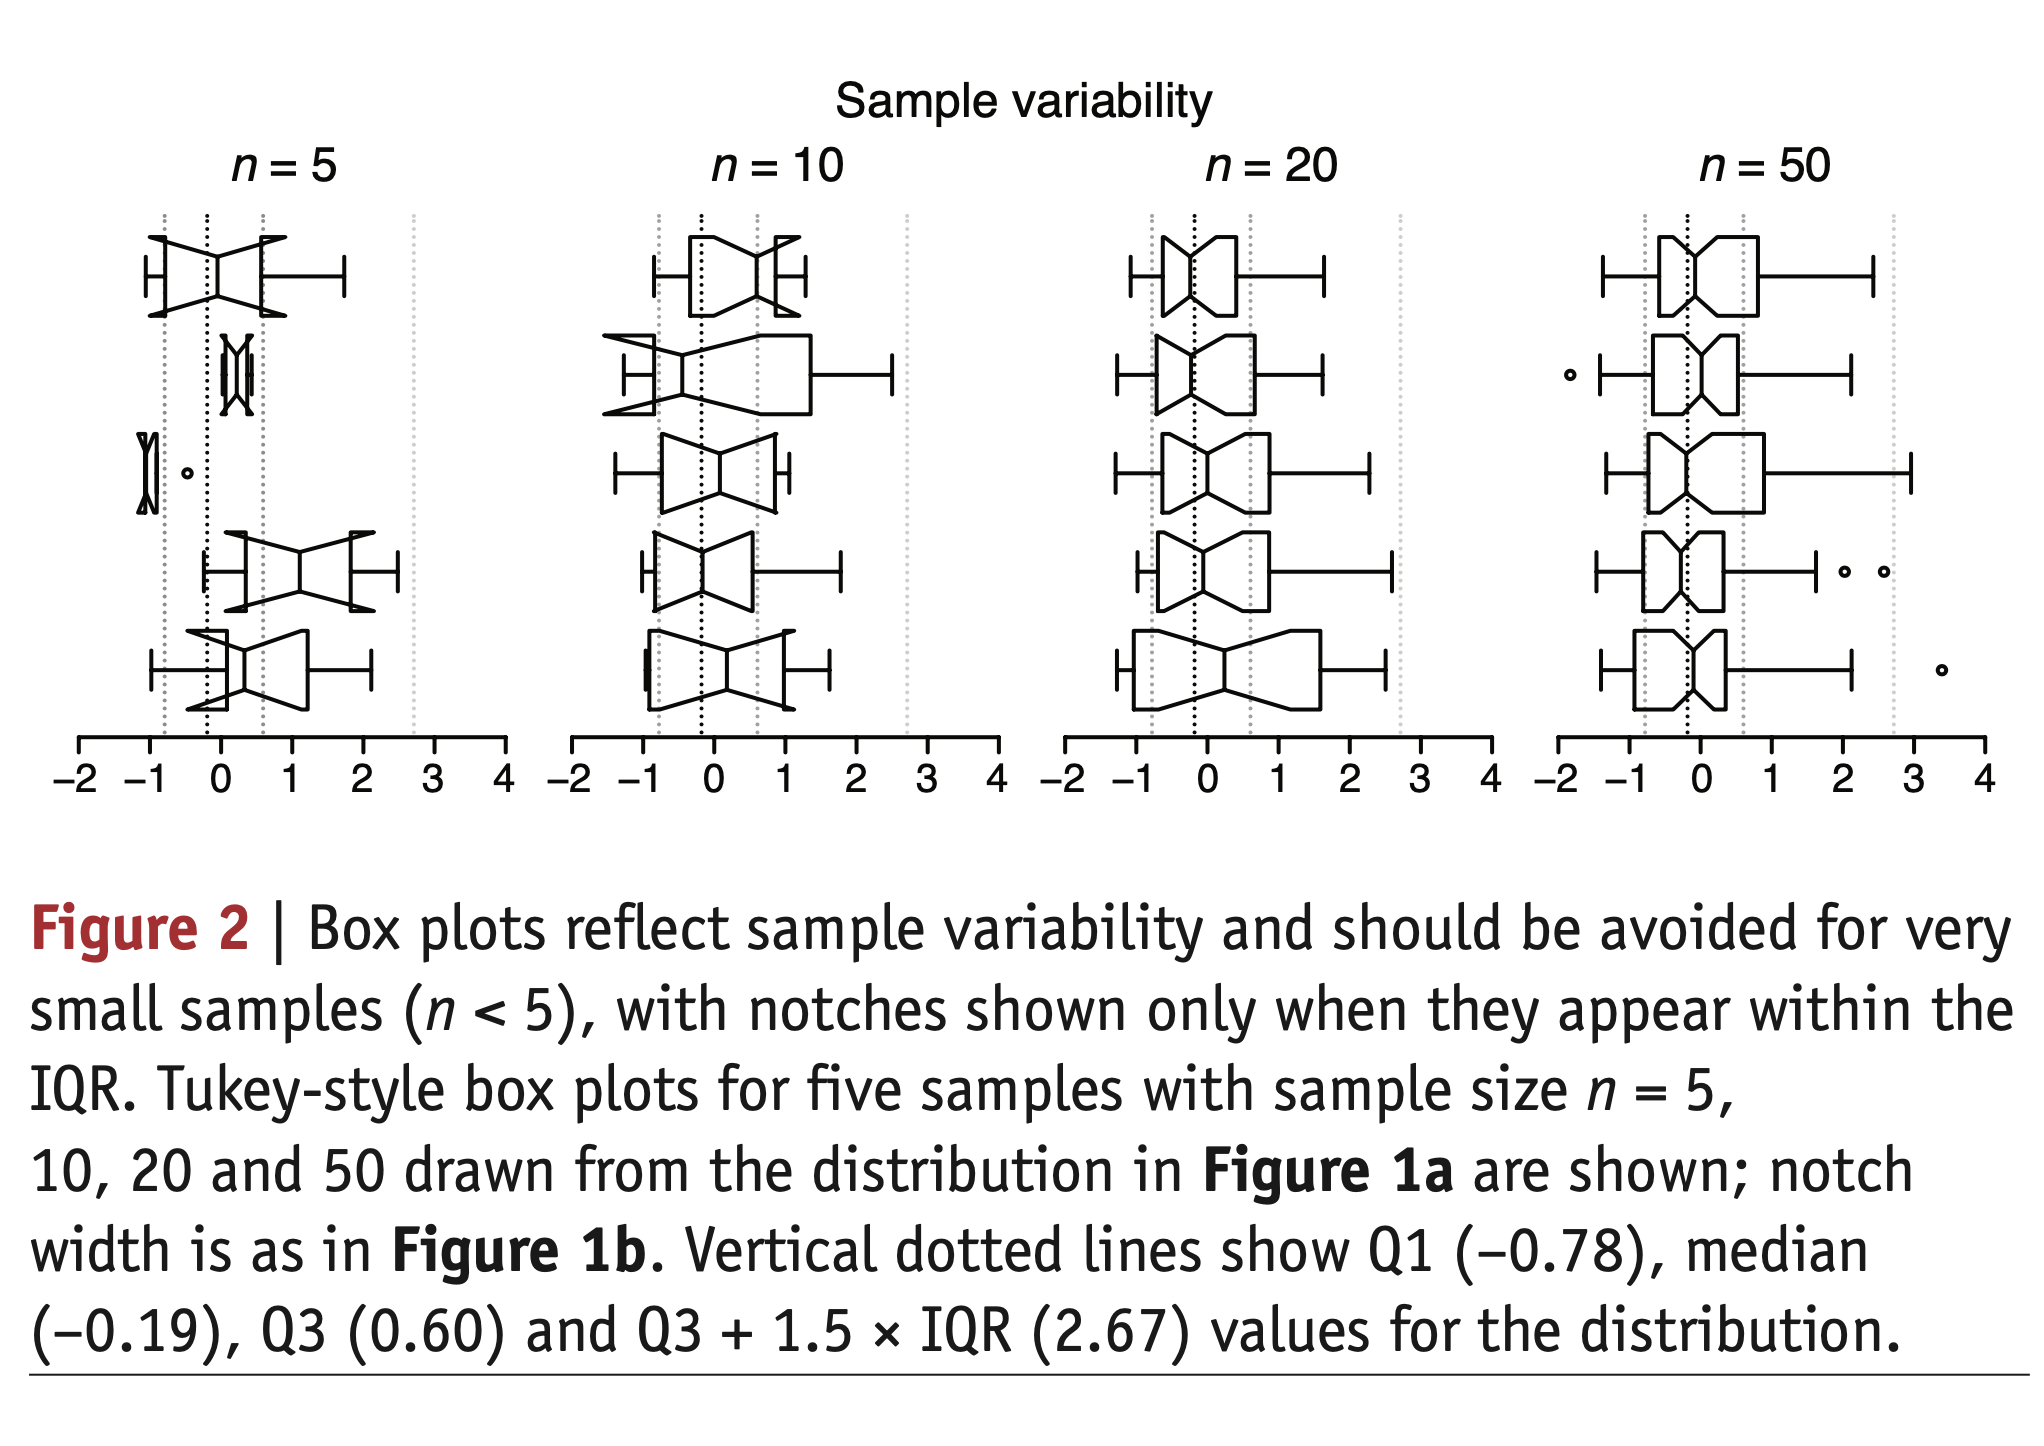 Sample variability
n = 5 n = 10 n = 20 n = 50
–2 –1 0 1 2 3 4 –2 –1 0 1 2 3 4 –2 –1 0 1 2 3 4 –2 –1 0 1 2 3 4
Figure 2 | Box plots reflect sample variability and should be avoided for very
small samples (n < 5), with notches shown only when they appear within the
IQR. Tukey-style box plots for five samples with sample size n = 5,
10, 20 and 50 drawn from the distribution in Figure 1a are shown; notch
width is as in Figure 1b. Vertical dotted lines show Q1 (–0.78), median
(–0.19), Q3 (0.60) and Q3 + 1.5 × IQR (2.67) values for the distribution.